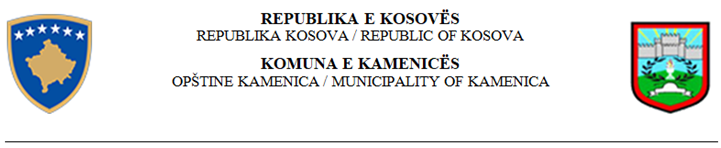 REPUBLIKA E KOSOVËS
REPUBLIKA KOSOVA / REPUBLIC OF KOSOVA
KOMUNA E KAMENICËS
OPŠTINE KAMENICA / MUNICIPALITY OF KAMENICA